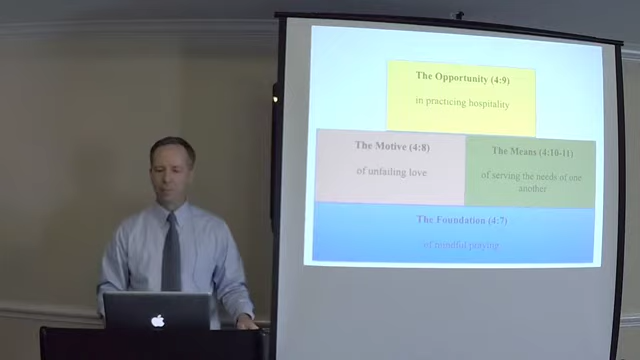 The Opportunity (4:9)
in practicing hospitality
The Motive (4:8)
of unfailing love
The Means (4:10-11)
of serving the needs of one
another
The Foundation (4:7)
of mindful praying